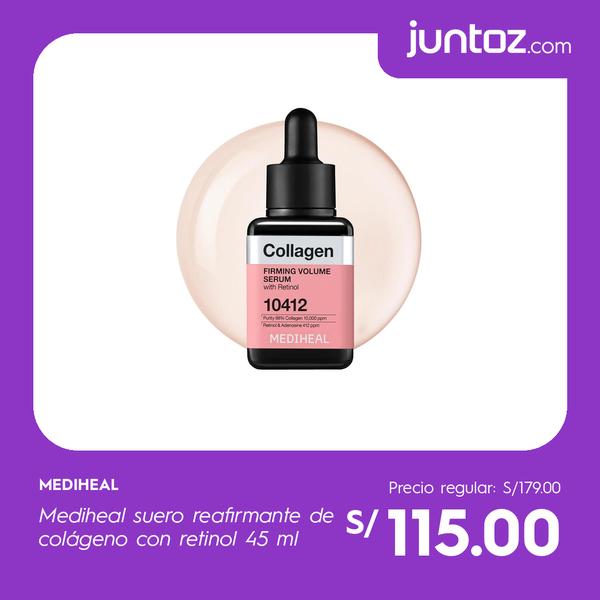 juntoz.com
Collagen
FIRMING VOLUME
SERUM
with Retinol
10412
Purity 88% Collagen 10,000 ppm
Retinol & Adenosine 412 ppm
MEDIHEAL
MEDIHEAL
Mediheal suero reafirmante de
colágeno con retinol 45 ml
Precio regular: S/179.00
S/115.00